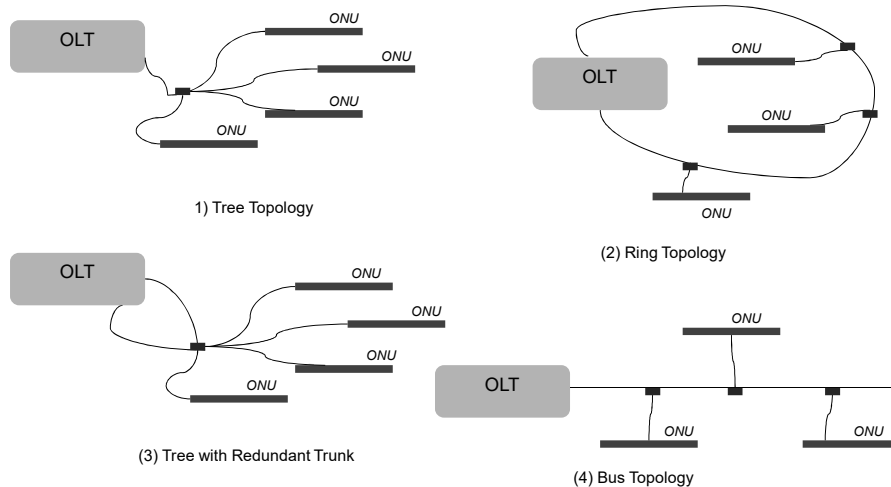 OLT
ONU
ONU
ONU
ONU
1) Tree Topology
OLT
ONU
ONU
ONU
(2) Ring Topology
OLT
ONU
ONU
ONU
ONU
(3) Tree with Redundant Trunk
OLT
ONU
ONU
ONU
(4) Bus Topology